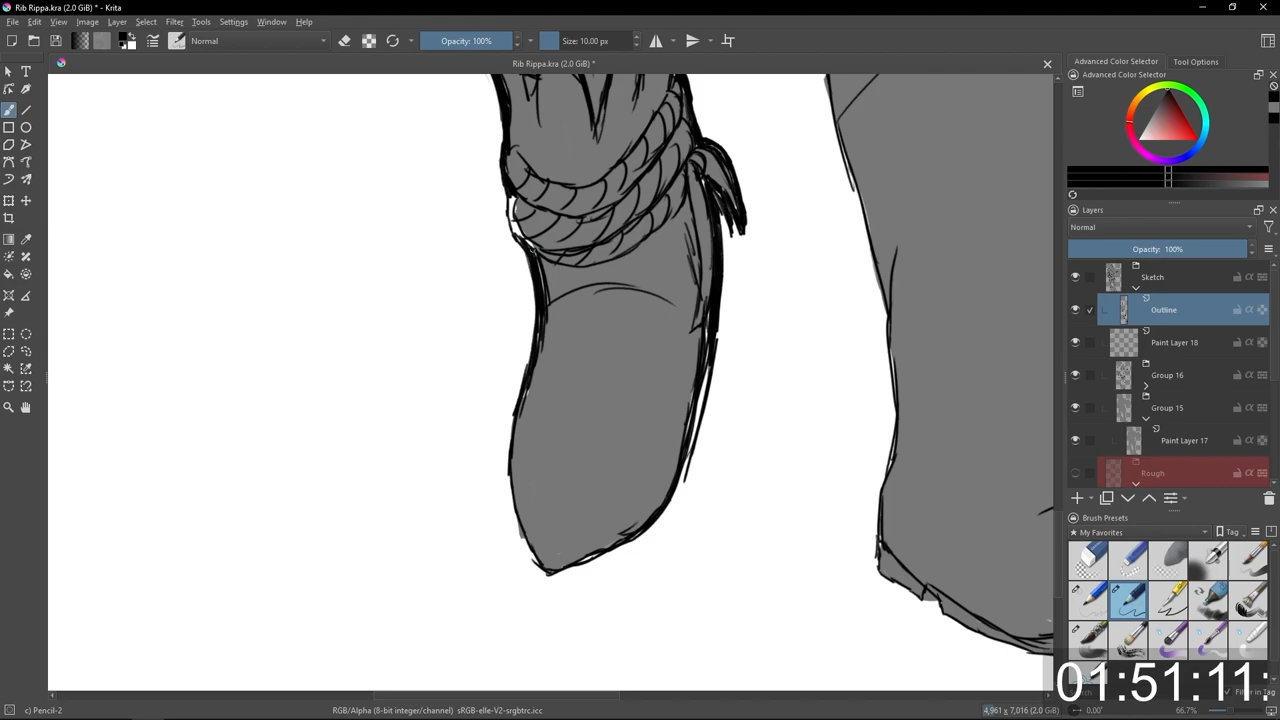 Rib Rippa.kra (2.0 GiB) * - Krita
File Edit View Image Layer Select Filter Tools Settings Window Help
Normal
Opacity: 100%
Size: 10.00 px
Rib Rippa.kra (2.0 GiB) *
Advanced Color Selector
Tool Options
Advanced Color Selector
Layers
Normal
Opacity: 100%
Sketch
Outline
Paint Layer 18
Group 16
Group 15
Paint Layer 17
Rough
Brush Presets
My Favorites
Tag
01:51:11:
Filter in Tag
c) Pencil-2
RGB/Alpha (8-bit integer/channel) sRGB-elle-V2-srgbtrc.icc
4,961 x 7,016 (2.0 GiB)
0.00°
66.7%